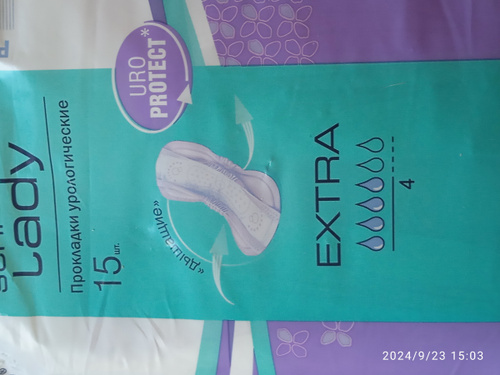 Lady
Прокладки урологические
15 шт.
URO
PROTECT*
«Дышащие»
EXTRA
4
2024/9/23 15:03